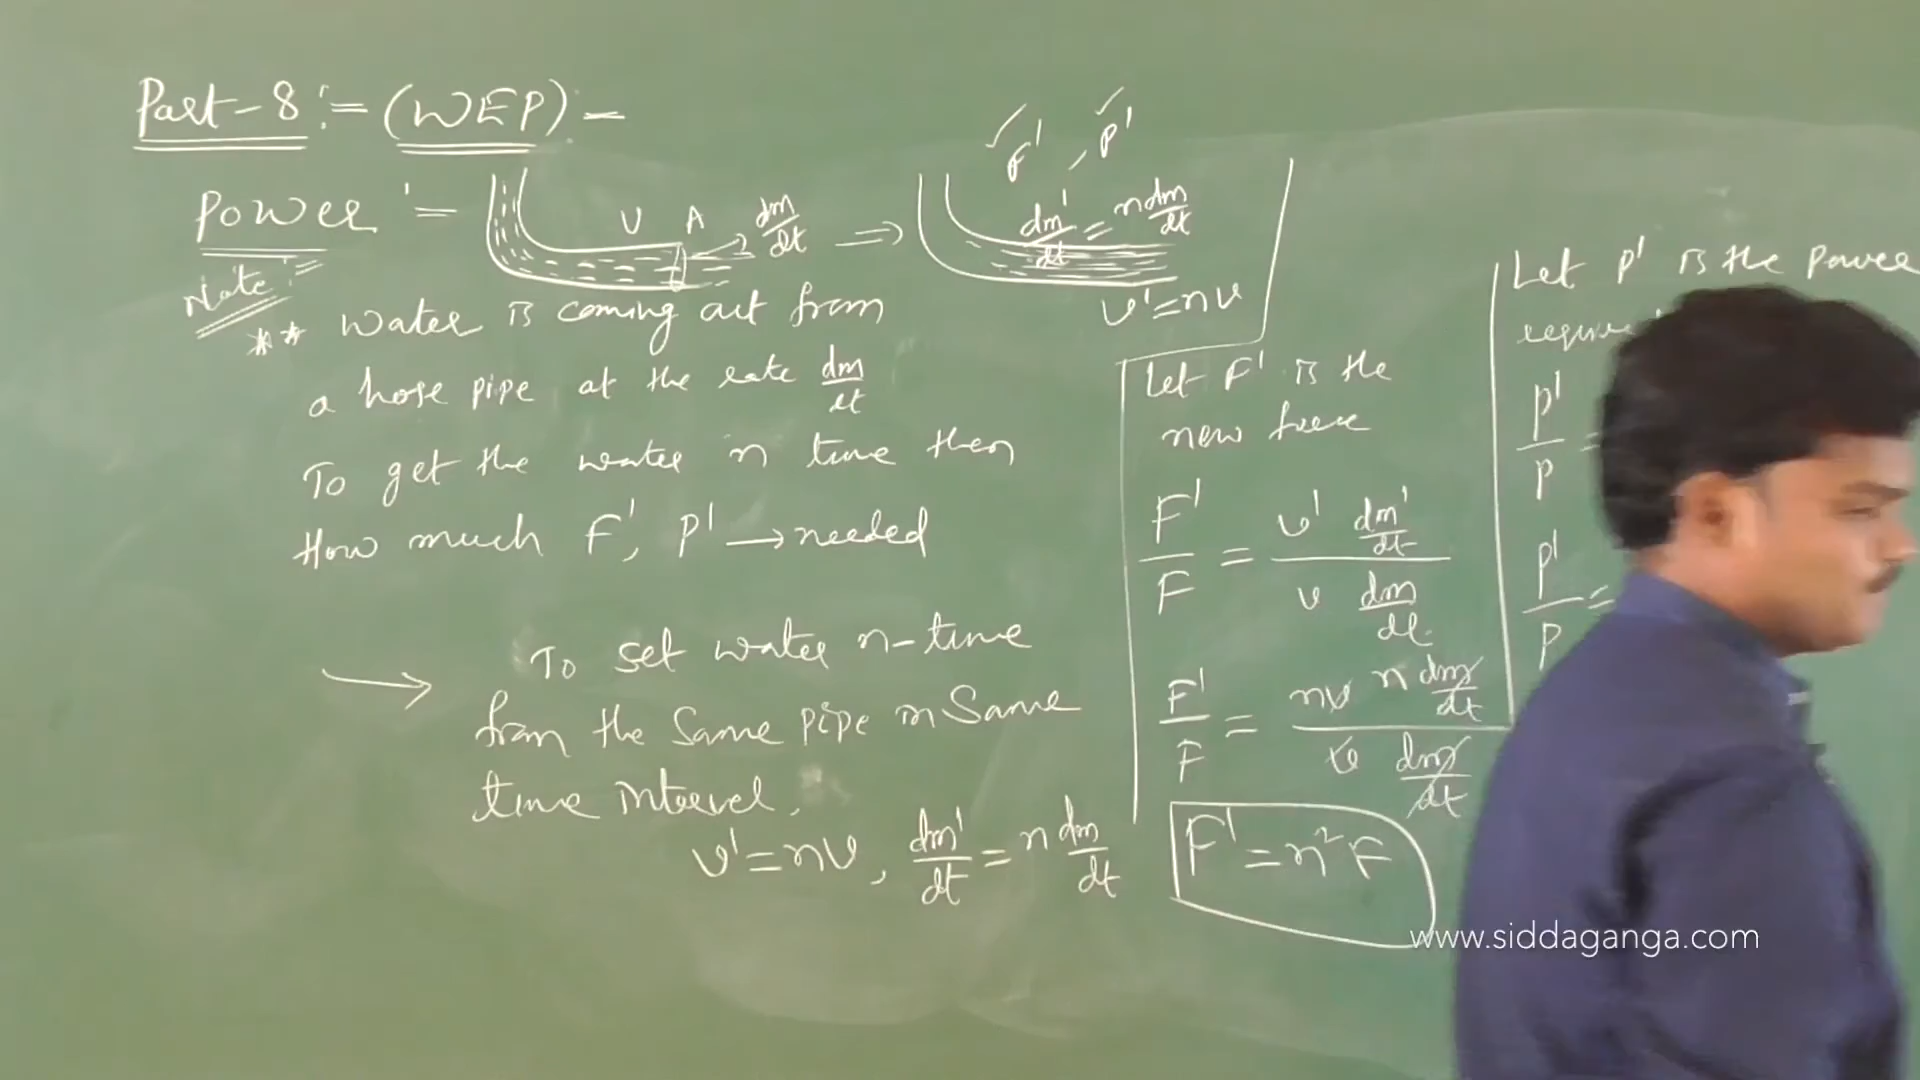 Part-8 := (WEP) -
Power :-
Note :=
V A dm/dt ⇒
F' , P'
dm'/dt = n dm/dt
v' = nv
** Water is coming out from
a hose pipe at the rate dm/dt
To get the water n time then
How much F', P' → needed
→ To get water n-time
from the same pipe in same
time interval.
v' = nv, dm'/dt = n dm/dt
Let F' is the
new force
F'/F = v' dm'/dt / v dm/dt
F'/F = nv n dm/dt / v dm/dt
F' = n²F
Let P' is the power
P'/P =
P'/P =
www.siddaganga.com